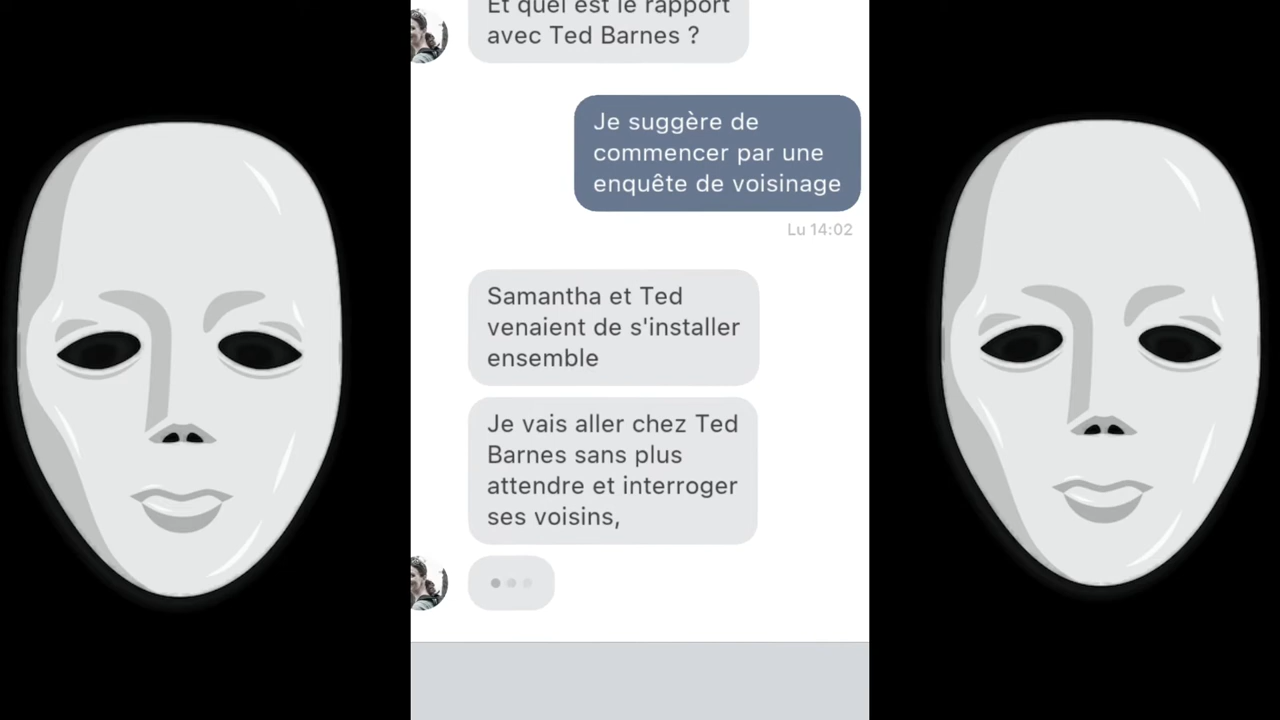 Et quel est le rapport
avec Ted Barnes ?
Je suggère de
commencer par une
enquête de voisinage
Lu 14:02
Samantha et Ted
venaient de s'installer
ensemble
Je vais aller chez Ted
Barnes sans plus
attendre et interroger
ses voisins,